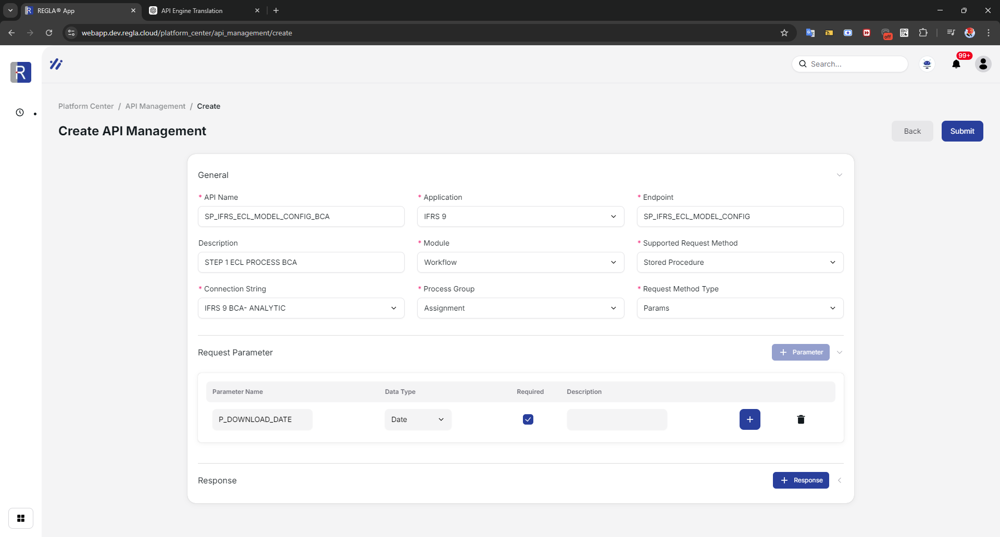 REGLA® App
API Engine Translation
webapp.dev.regla.cloud/platform_center/api_management/create
off
R
Search...
99+
Platform Center / API Management / Create
Create API Management
Back
Submit
General
* API Name
* Application
* Endpoint
SP_IFRS_ECL_MODEL_CONFIG_BCA
IFRS 9
SP_IFRS_ECL_MODEL_CONFIG
Description
* Module
* Supported Request Method
STEP 1 ECL PROCESS BCA
Workflow
Stored Procedure
* Connection String
* Process Group
* Request Method Type
IFRS 9 BCA- ANALYTIC
Assignment
Params
Request Parameter
+ Parameter
Parameter Name
Data Type
Required
Description
P_DOWNLOAD_DATE
Date
Response
+ Response